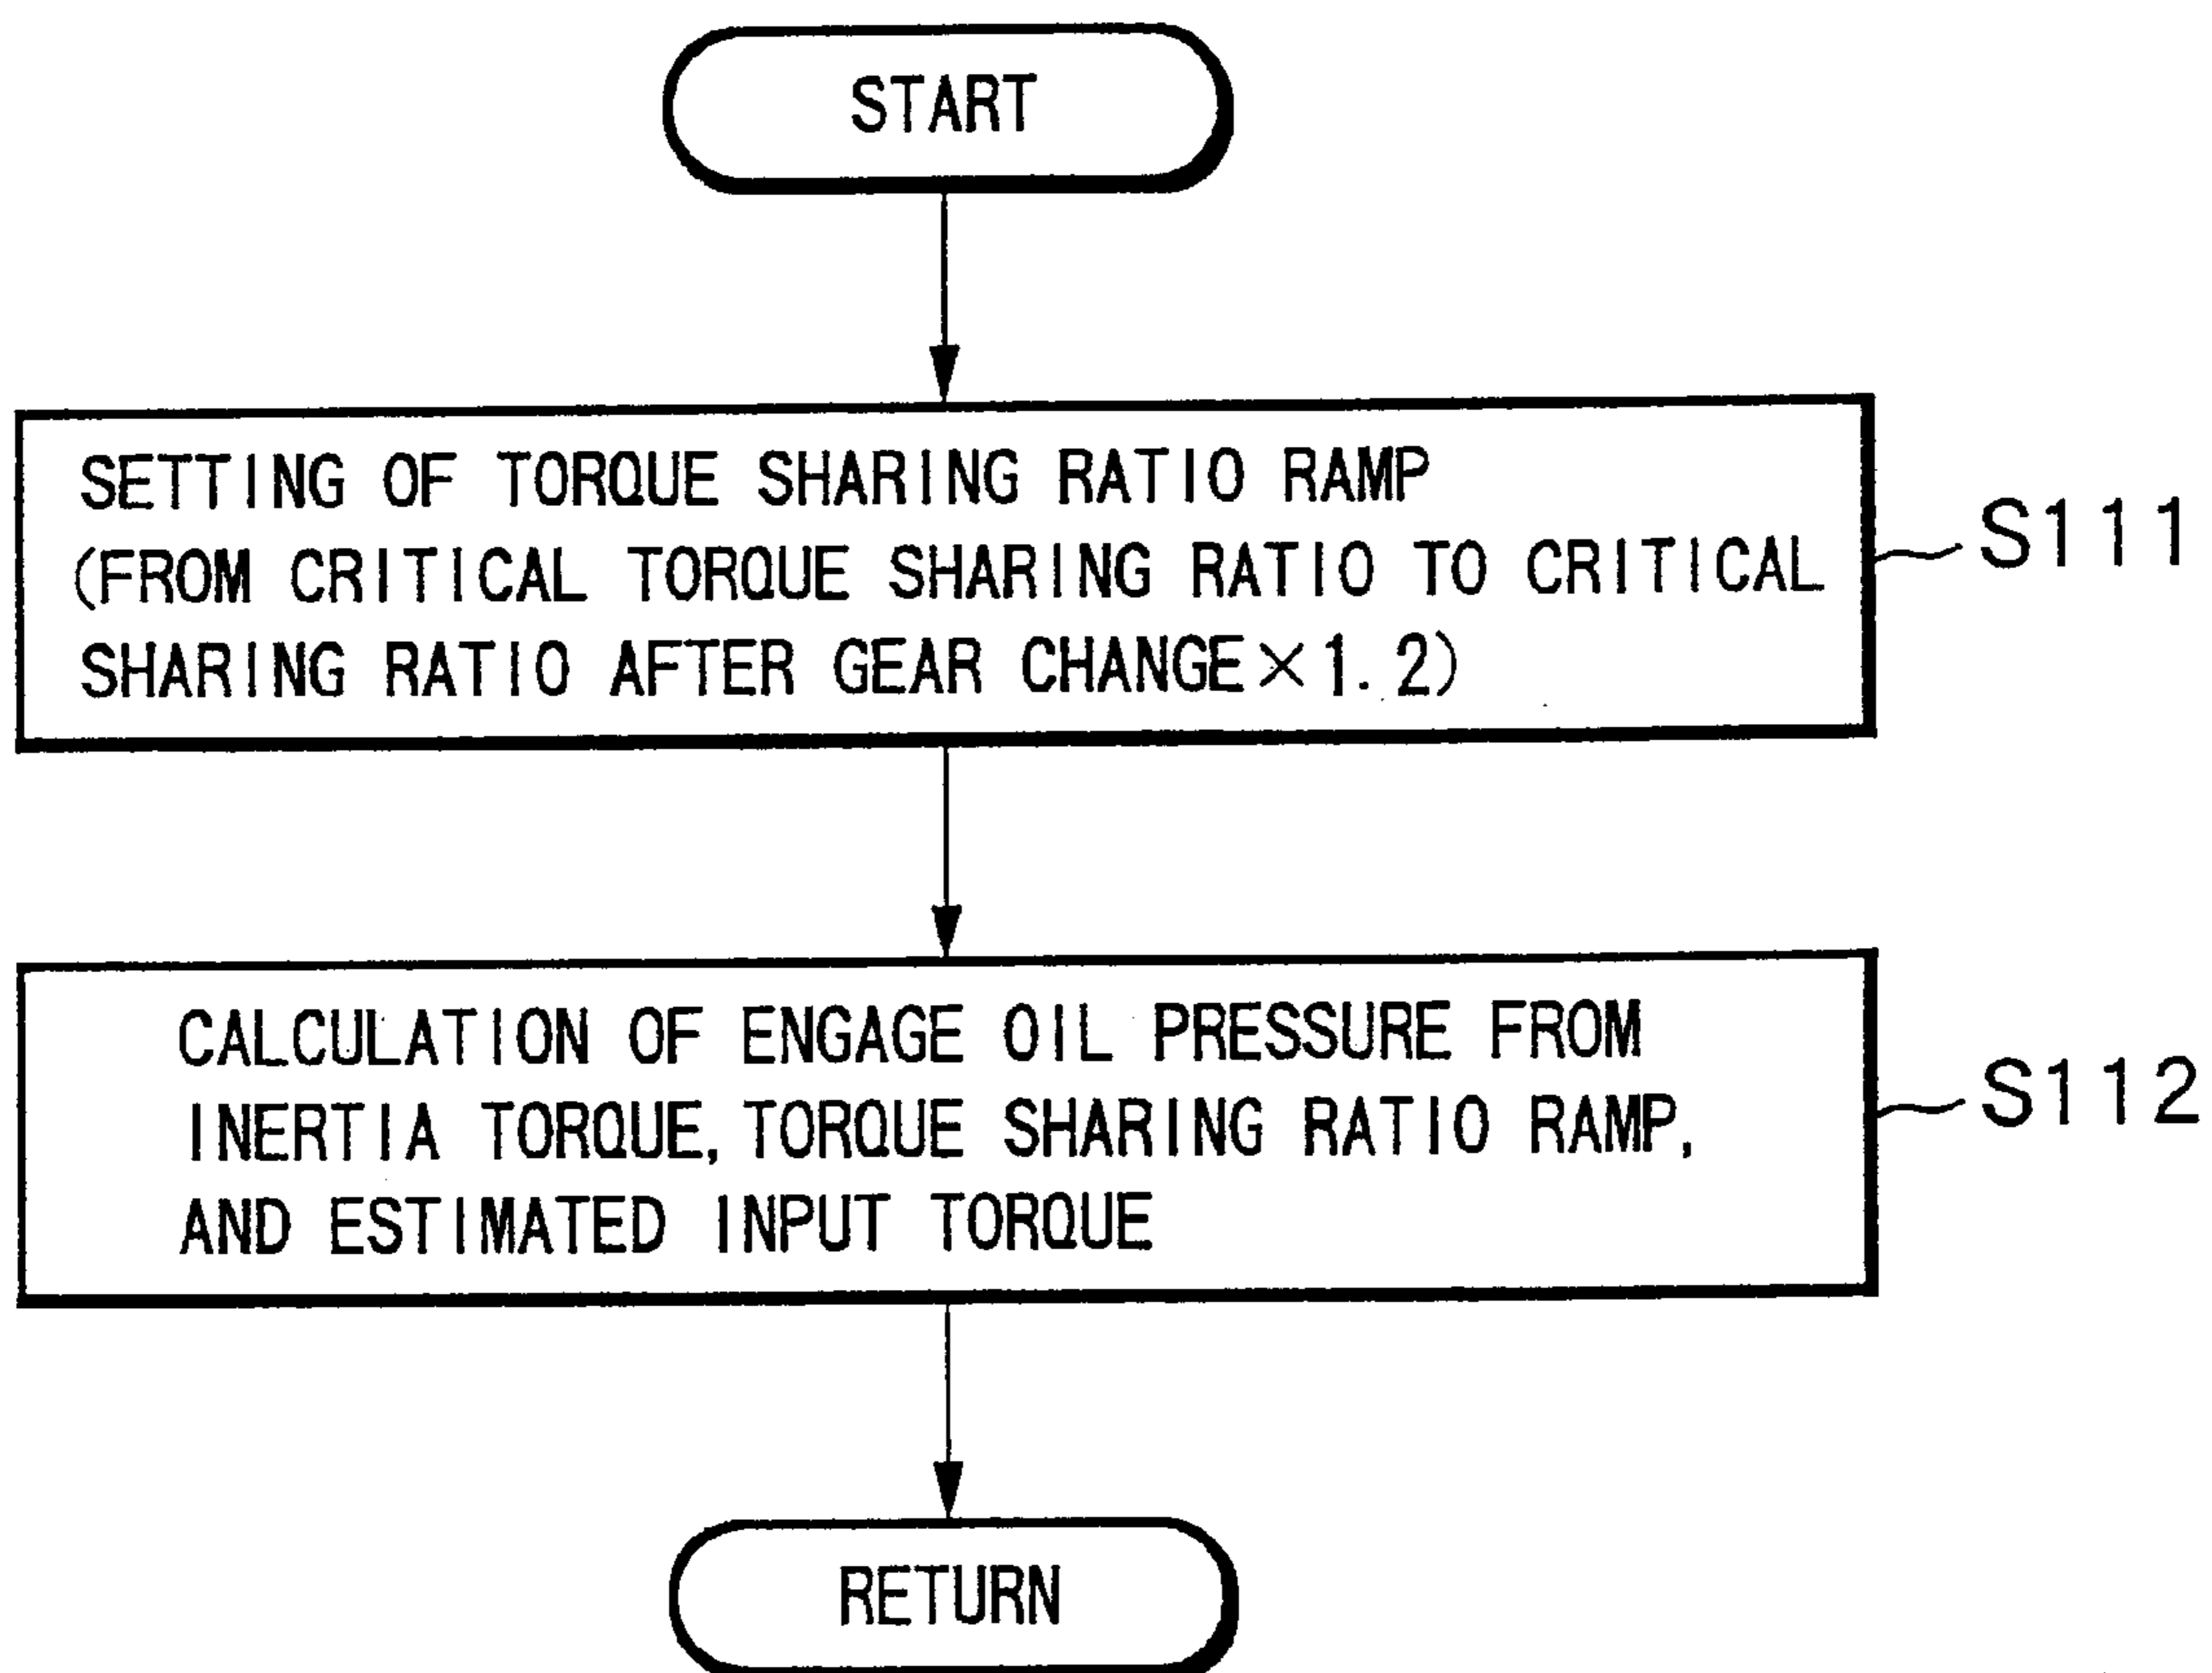 START
SETTING OF TORQUE SHARING RATIO RAMP
(FROM CRITICAL TORQUE SHARING RATIO TO CRITICAL
SHARING RATIO AFTER GEAR CHANGE×1.2)
S111
CALCULATION OF ENGAGE OIL PRESSURE FROM
INERTIA TORQUE, TORQUE SHARING RATIO RAMP,
AND ESTIMATED INPUT TORQUE
S112
RETURN